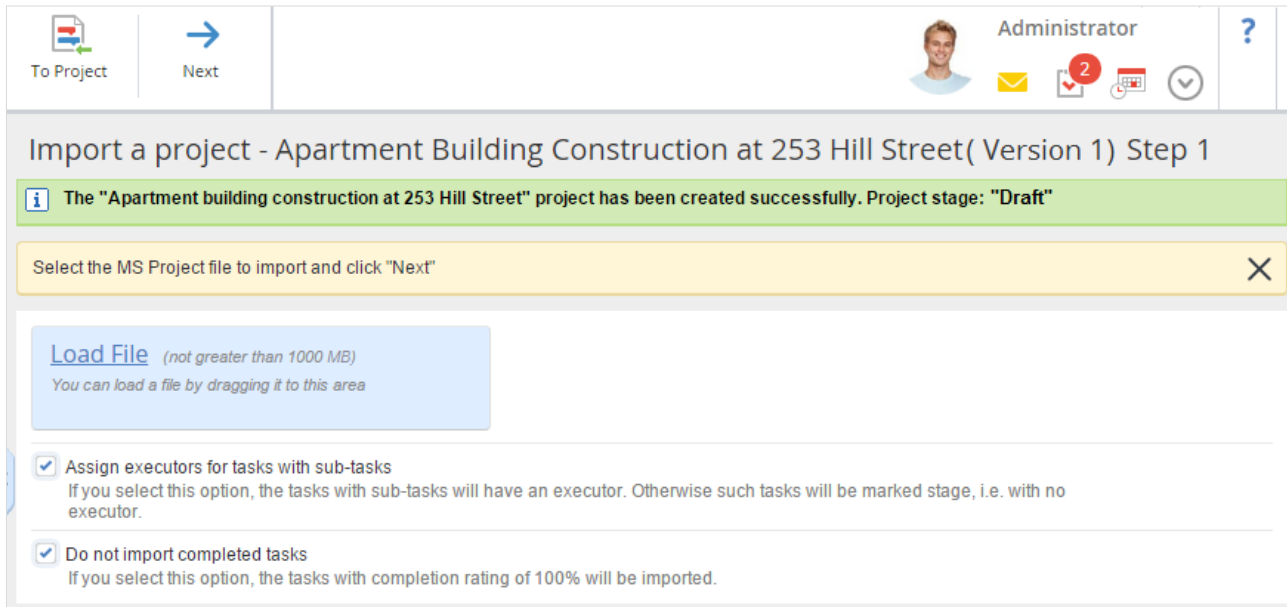 To Project
Next
Administrator
?
2
Import a project - Apartment Building Construction at 253 Hill Street( Version 1) Step 1
i The "Apartment building construction at 253 Hill Street" project has been created successfully. Project stage: "Draft"
Select the MS Project file to import and click "Next"
Load File (not greater than 1000 MB)
You can load a file by dragging it to this area
Assign executors for tasks with sub-tasks
If you select this option, the tasks with sub-tasks will have an executor. Otherwise such tasks will be marked stage, i.e. with no
executor.
Do not import completed tasks
If you select this option, the tasks with completion rating of 100% will be imported.